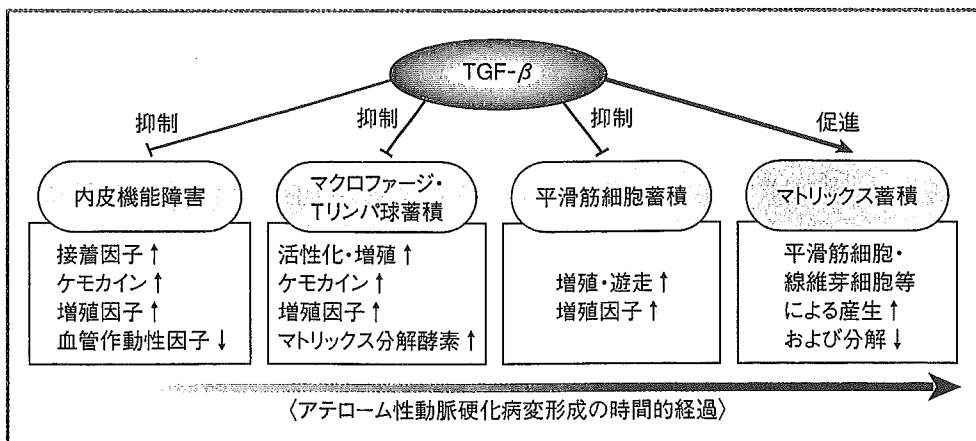 TGF-β
抑制
抑制
抑制
促進
内皮機能障害
接着因子↑
ケモカイン↑
増殖因子↑
血管作動性因子↓
マクロファージ・
Tリンパ球蓄積
活性化・増殖↑
ケモカイン↑
増殖因子↑
マトリックス分解酵素↑
平滑筋細胞蓄積
増殖・遊走↑
増殖因子↑
マトリックス蓄積
平滑筋細胞・
線維芽細胞等
による産生↑
および分解↓
〈アテローム性動脈硬化病変形成の時間的経過〉